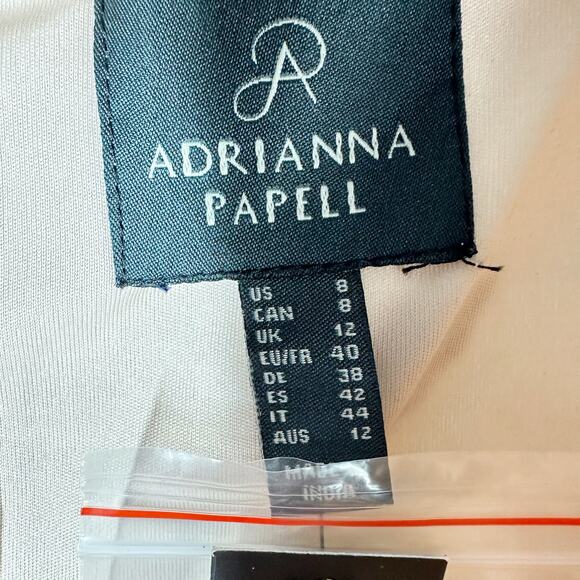 ADRIANNA
PAPELL
US 8
CAN 8
UK 12
EU/FR 40
DE 38
ES 42
IT 44
AUS 12
MADE
INDIA